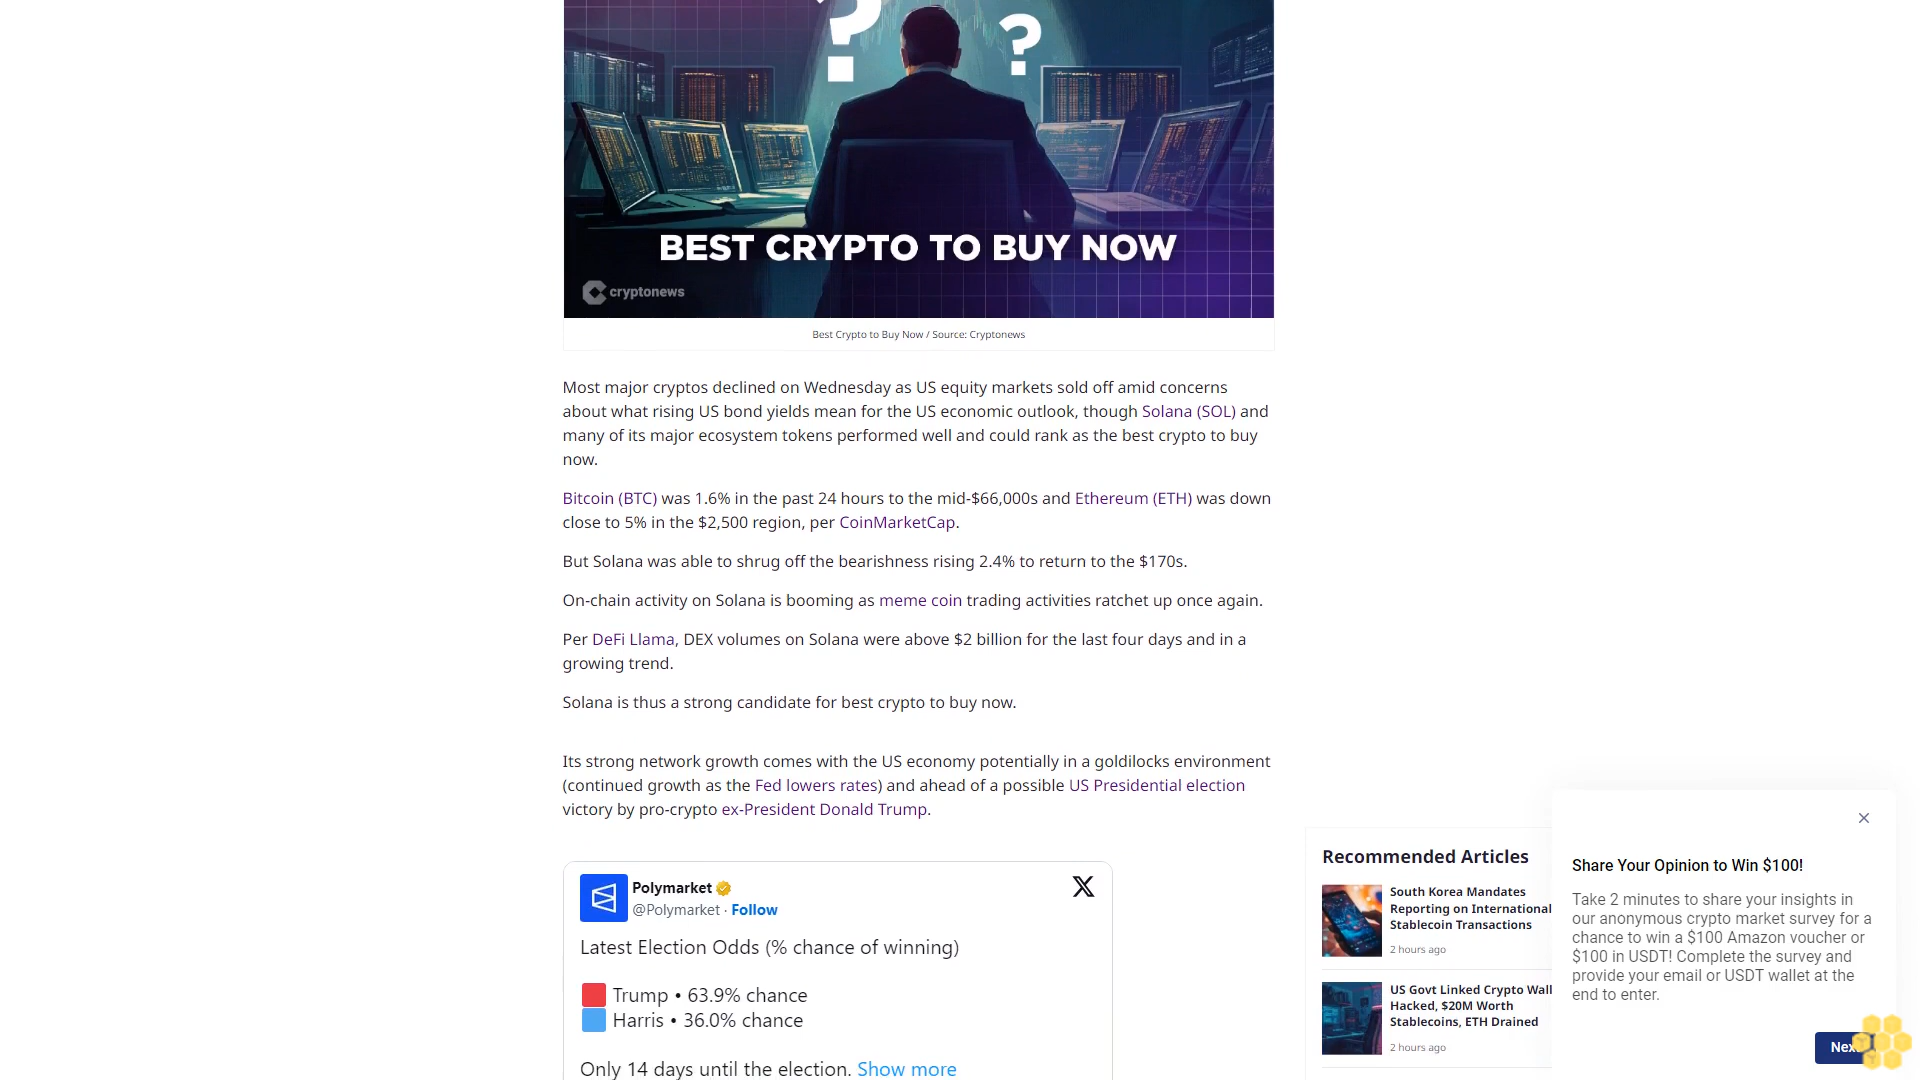 ? ?
BEST CRYPTO TO BUY NOW
cryptonews
Best Crypto to Buy Now / Source: Cryptonews
Most major cryptos declined on Wednesday as US equity markets sold off amid concerns
about what rising US bond yields mean for the US economic outlook, though Solana (SOL) and
many of its major ecosystem tokens performed well and could rank as the best crypto to buy
now.
Bitcoin (BTC) was 1.6% in the past 24 hours to the mid-$66,000s and Ethereum (ETH) was down
close to 5% in the $2,500 region, per CoinMarketCap.
But Solana was able to shrug off the bearishness rising 2.4% to return to the $170s.
On-chain activity on Solana is booming as meme coin trading activities ratchet up once again.
Per DeFi Llama, DEX volumes on Solana were above $2 billion for the last four days and in a
growing trend.
Solana is thus a strong candidate for best crypto to buy now.
Its strong network growth comes with the US economy potentially in a goldilocks environment
(continued growth as the Fed lowers rates) and ahead of a possible US Presidential election
victory by pro-crypto ex-President Donald Trump.
Polymarket
@Polymarket · Follow
Latest Election Odds (% chance of winning)
Trump • 63.9% chance
Harris • 36.0% chance
Only 14 days until the election. Show more
Recommended Articles
South Korea Mandates
Reporting on International
Stablecoin Transactions
2 hours ago
US Govt Linked Crypto Wall
Hacked, $20M Worth
Stablecoins, ETH Drained
2 hours ago
Share Your Opinion to Win $100!
Take 2 minutes to share your insights in
our anonymous crypto market survey for a
chance to win a $100 Amazon voucher or
$100 in USDT! Complete the survey and
provide your email or USDT wallet at the
end to enter.
Nex